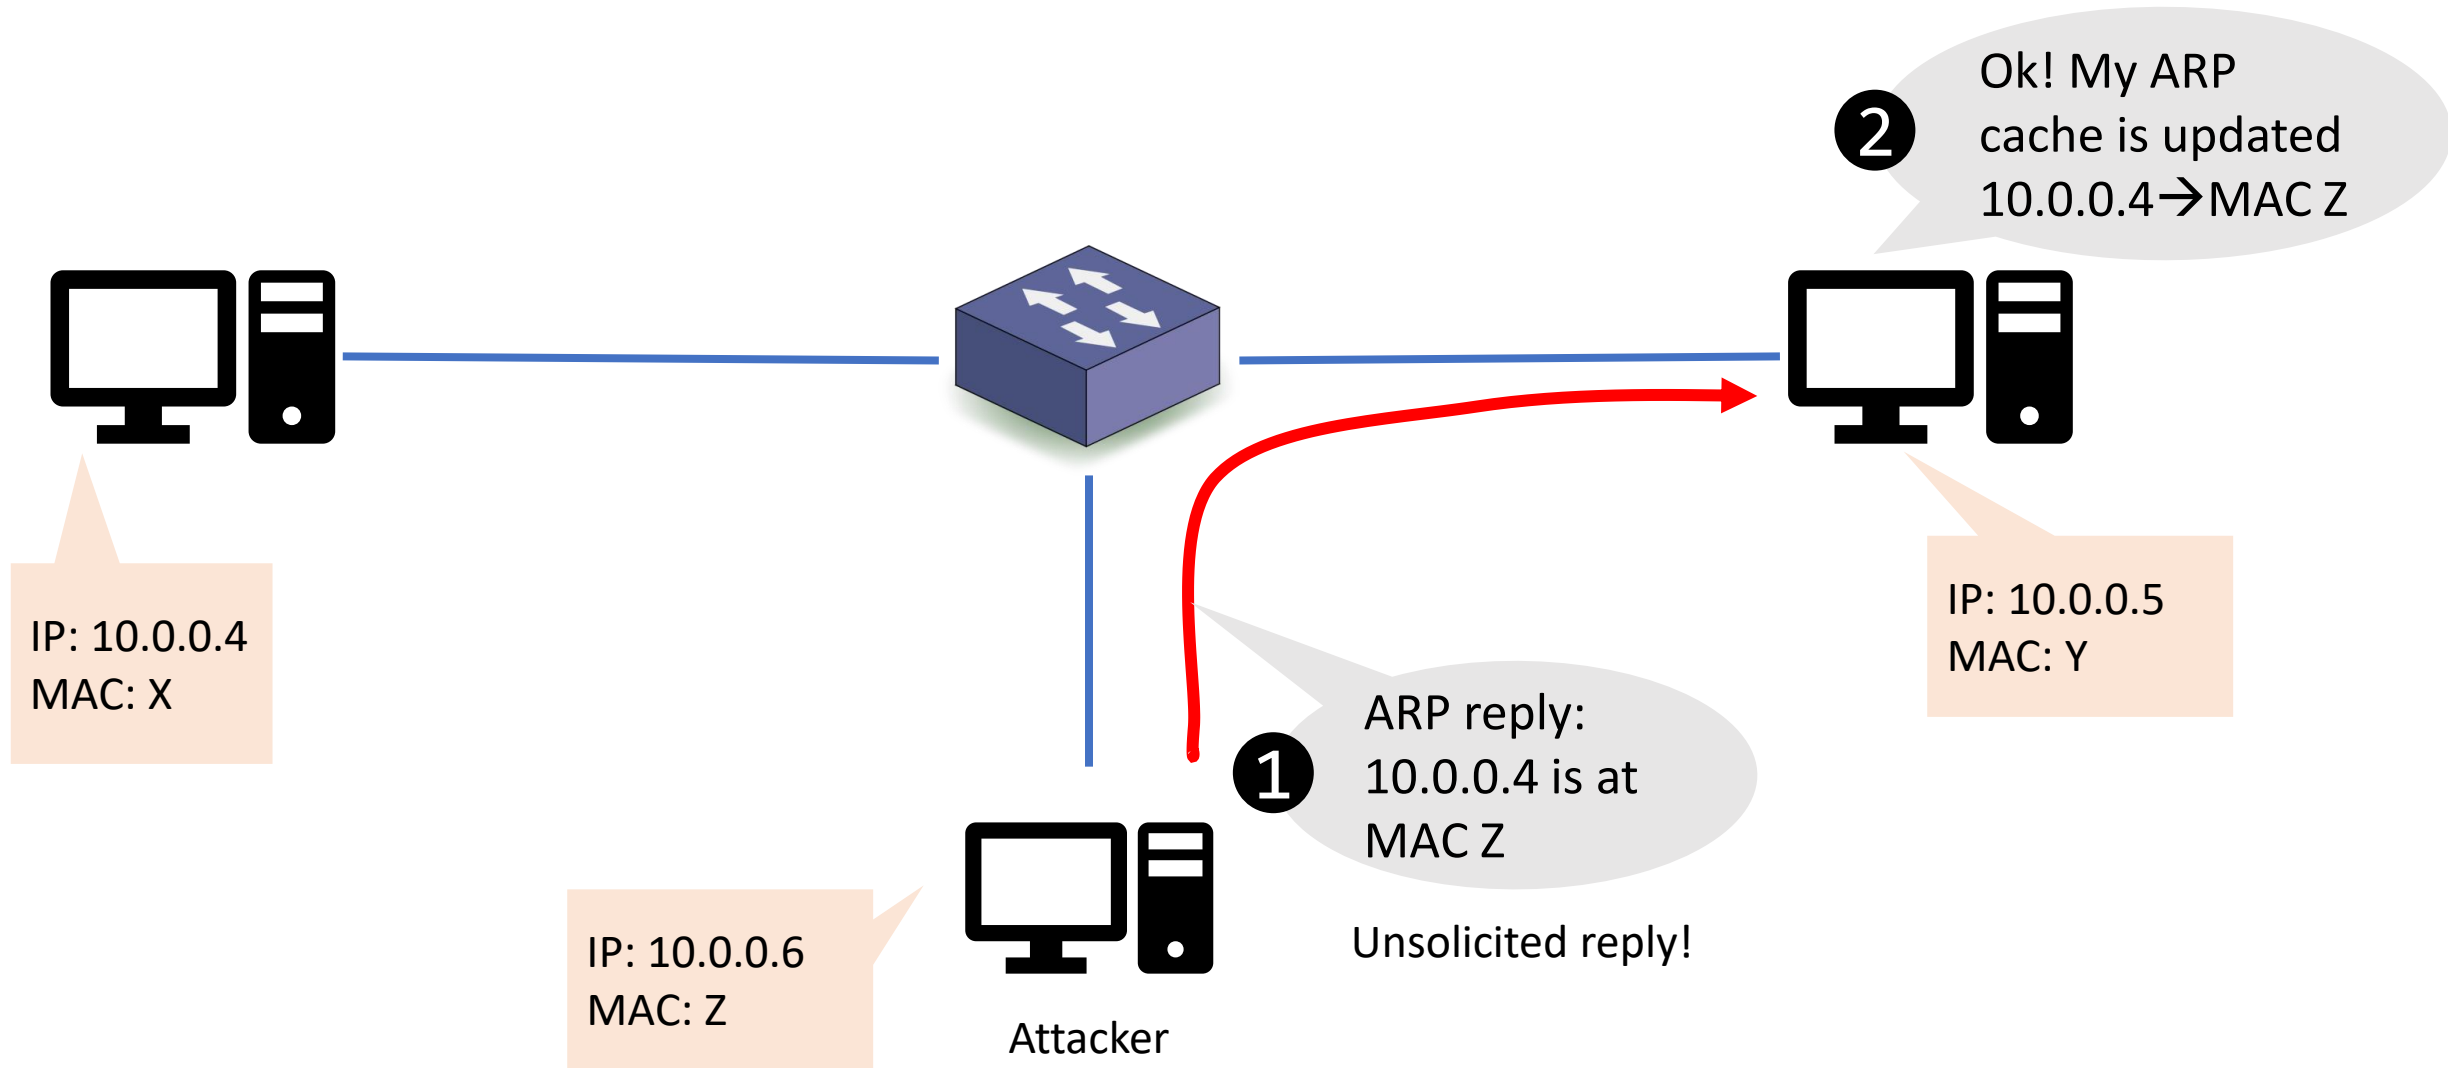 2
Ok! My ARP
cache is updated
10.0.0.4→MAC Z
IP: 10.0.0.4
MAC: X
IP: 10.0.0.5
MAC: Y
1
ARP reply:
10.0.0.4 is at
MAC Z
Unsolicited reply!
IP: 10.0.0.6
MAC: Z
Attacker